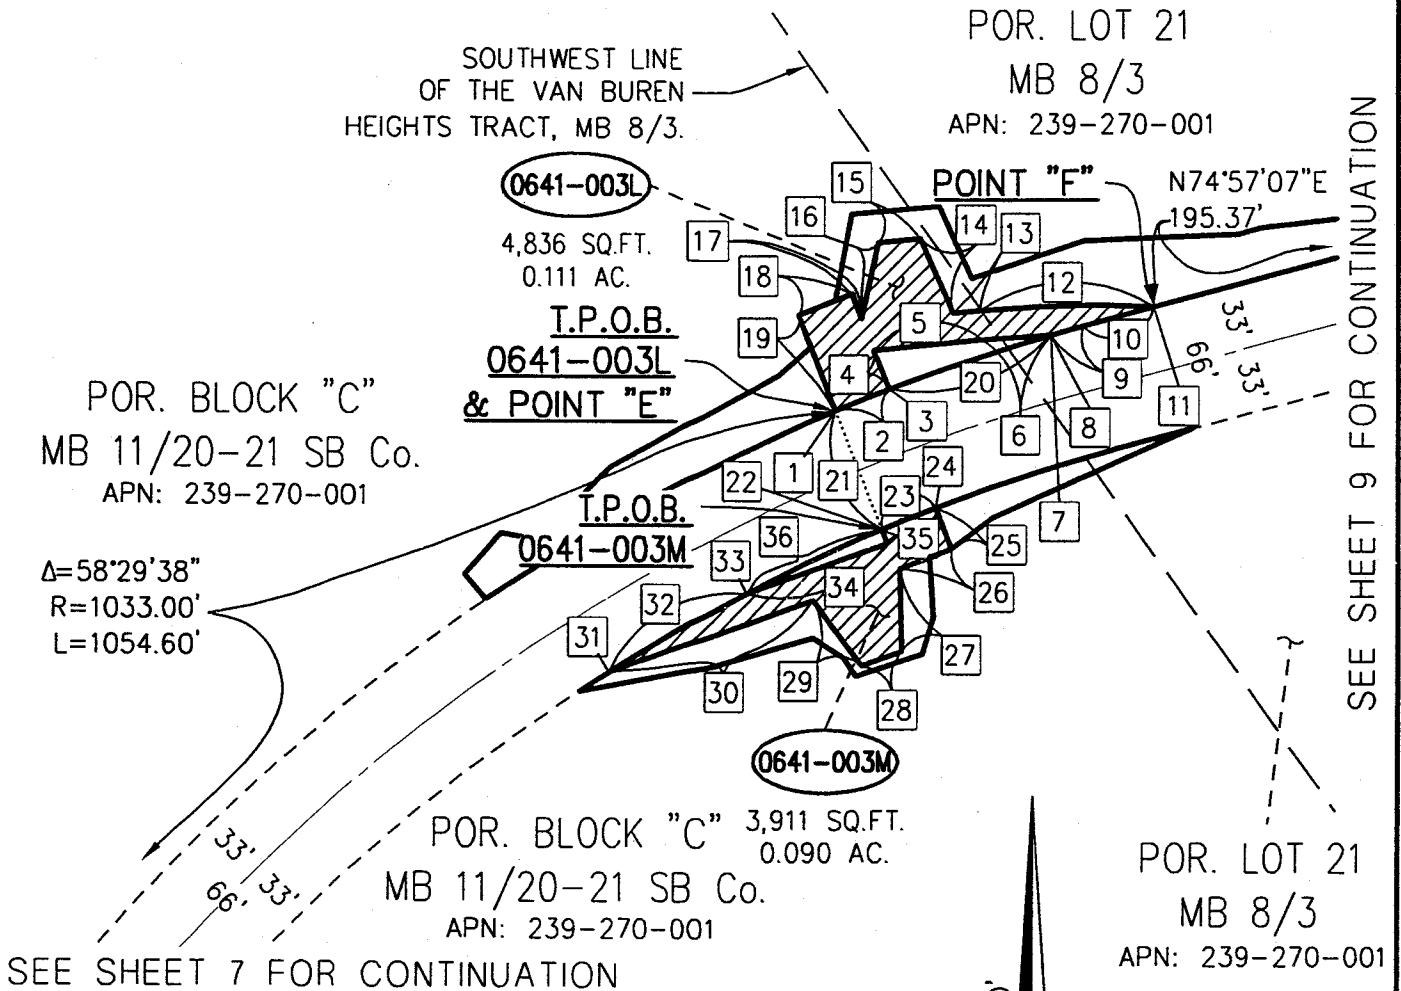 POR. LOT 21
MB 8/3
APN: 239-270-001
SOUTHWEST LINE
OF THE VAN BUREN
HEIGHTS TRACT, MB 8/3.
0641-003L
4,836 SQ.FT.
0.111 AC.
POINT "F"
N74°57'07"E
195.37'
SEE SHEET 9 FOR CONTINUATION
15
16
17
14
13
18
12
T.P.O.B.
0641-003L
& POINT "E"
19
5
4
20
10
9
33'
66'
33'
3
2
6
8
11
POR. BLOCK "C"
MB 11/20-21 SB Co.
APN: 239-270-001
1
21
22
24
23
7
T.P.O.B.
0641-003M
36
35
25
33
34
26
32
31
27
29
30
28
Δ=58°29'38"
R=1033.00'
L=1054.60'
0641-003M
3,911 SQ.FT.
0.090 AC.
33'
66'
33'
POR. BLOCK "C"
MB 11/20-21 SB Co.
APN: 239-270-001
POR. LOT 21
MB 8/3
APN: 239-270-001
SEE SHEET 7 FOR CONTINUATION